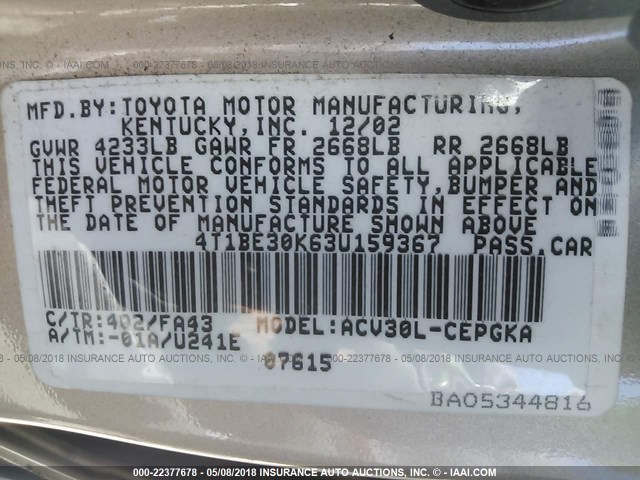 MFD.BY:TOYOTA MOTOR MANUFACTURING,
KENTUCKY,INC. 12/02
GVWR 4233LB GAWR FR 2668LB RR 2668LB
THIS VEHICLE CONFORMS TO ALL APPLICABLE
FEDERAL MOTOR VEHICLE SAFETY,BUMPER AND
THEFT PREVENTION STANDARDS IN EFFECT ON
THE DATE OF MANUFACTURE SHOWN ABOVE
4T1BE30K63U159367 PASS.CAR
C/TR:4Q2/FA43 MODEL:ACV30L-CEPGKA
A/TM:-01A/U241E
07615
BA05344816
000-22377678 - 05/08/2018 - INSURANCE AUTO AUCTIONS, INC. - © - IAAI.COM